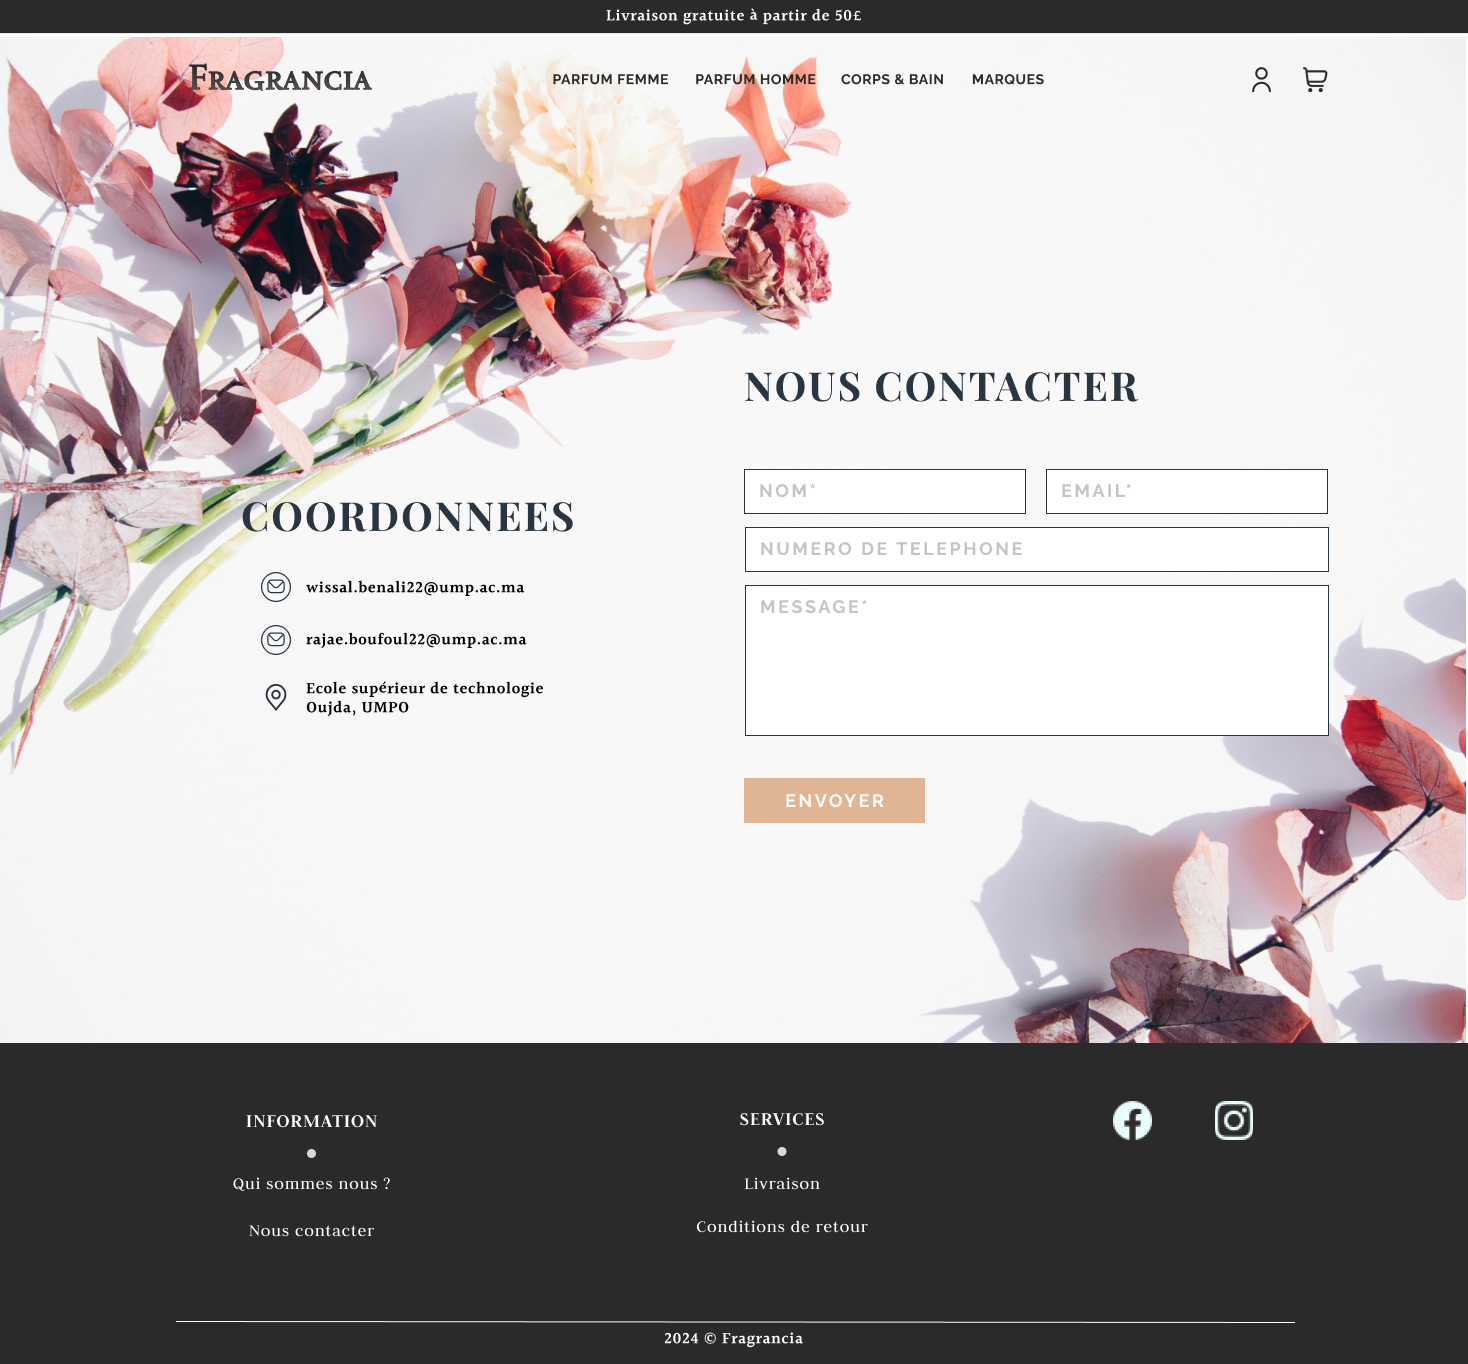 Livraison gratuite à partir de 50£
FRAGRANCIA
PARFUM FEMME
PARFUM HOMME
CORPS & BAIN
MARQUES
NOUS CONTACTER
NOM*
EMAIL*
NUMERO DE TELEPHONE
MESSAGE*
ENVOYER
COORDONNEES
wissal.benali22@ump.ac.ma
rajae.boufoul22@ump.ac.ma
Ecole supérieur de technologie
Oujda, UMPO
INFORMATION
Qui sommes nous ?
Nous contacter
SERVICES
Livraison
Conditions de retour
2024 © Fragrancia